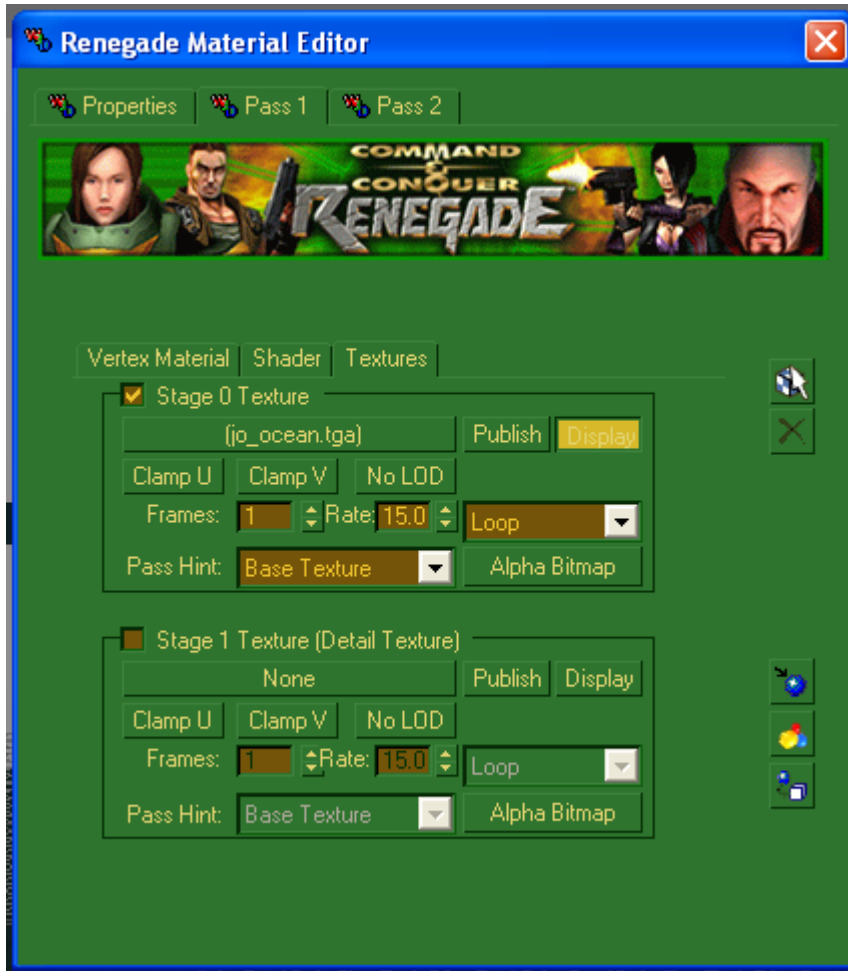 Renegade Material Editor
Properties Pass 1 Pass 2
COMMAND
&
CONQUER
RENEGADE
Vertex Material Shader Textures
Stage 0 Texture
(jo_ocean.tga) Publish Display
Clamp U Clamp V No LOD
Frames: 1 Rate: 15.0 Loop
Pass Hint: Base Texture Alpha Bitmap
Stage 1 Texture (Detail Texture)
None Publish Display
Clamp U Clamp V No LOD
Frames: 1 Rate: 15.0 Loop
Pass Hint: Base Texture Alpha Bitmap